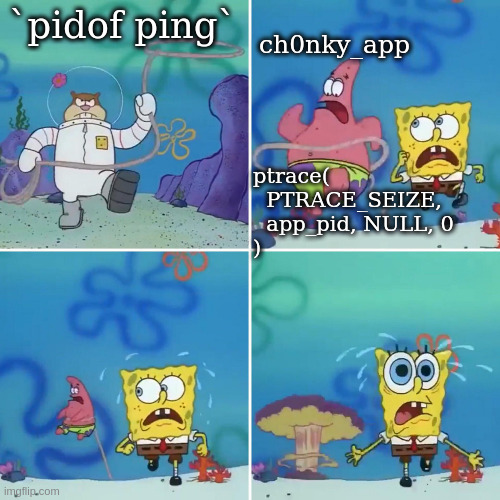 `pidof ping`
ch0nky_app
ptrace(
PTRACE_SEIZE,
app_pid, NULL, 0
)
imgflip.com